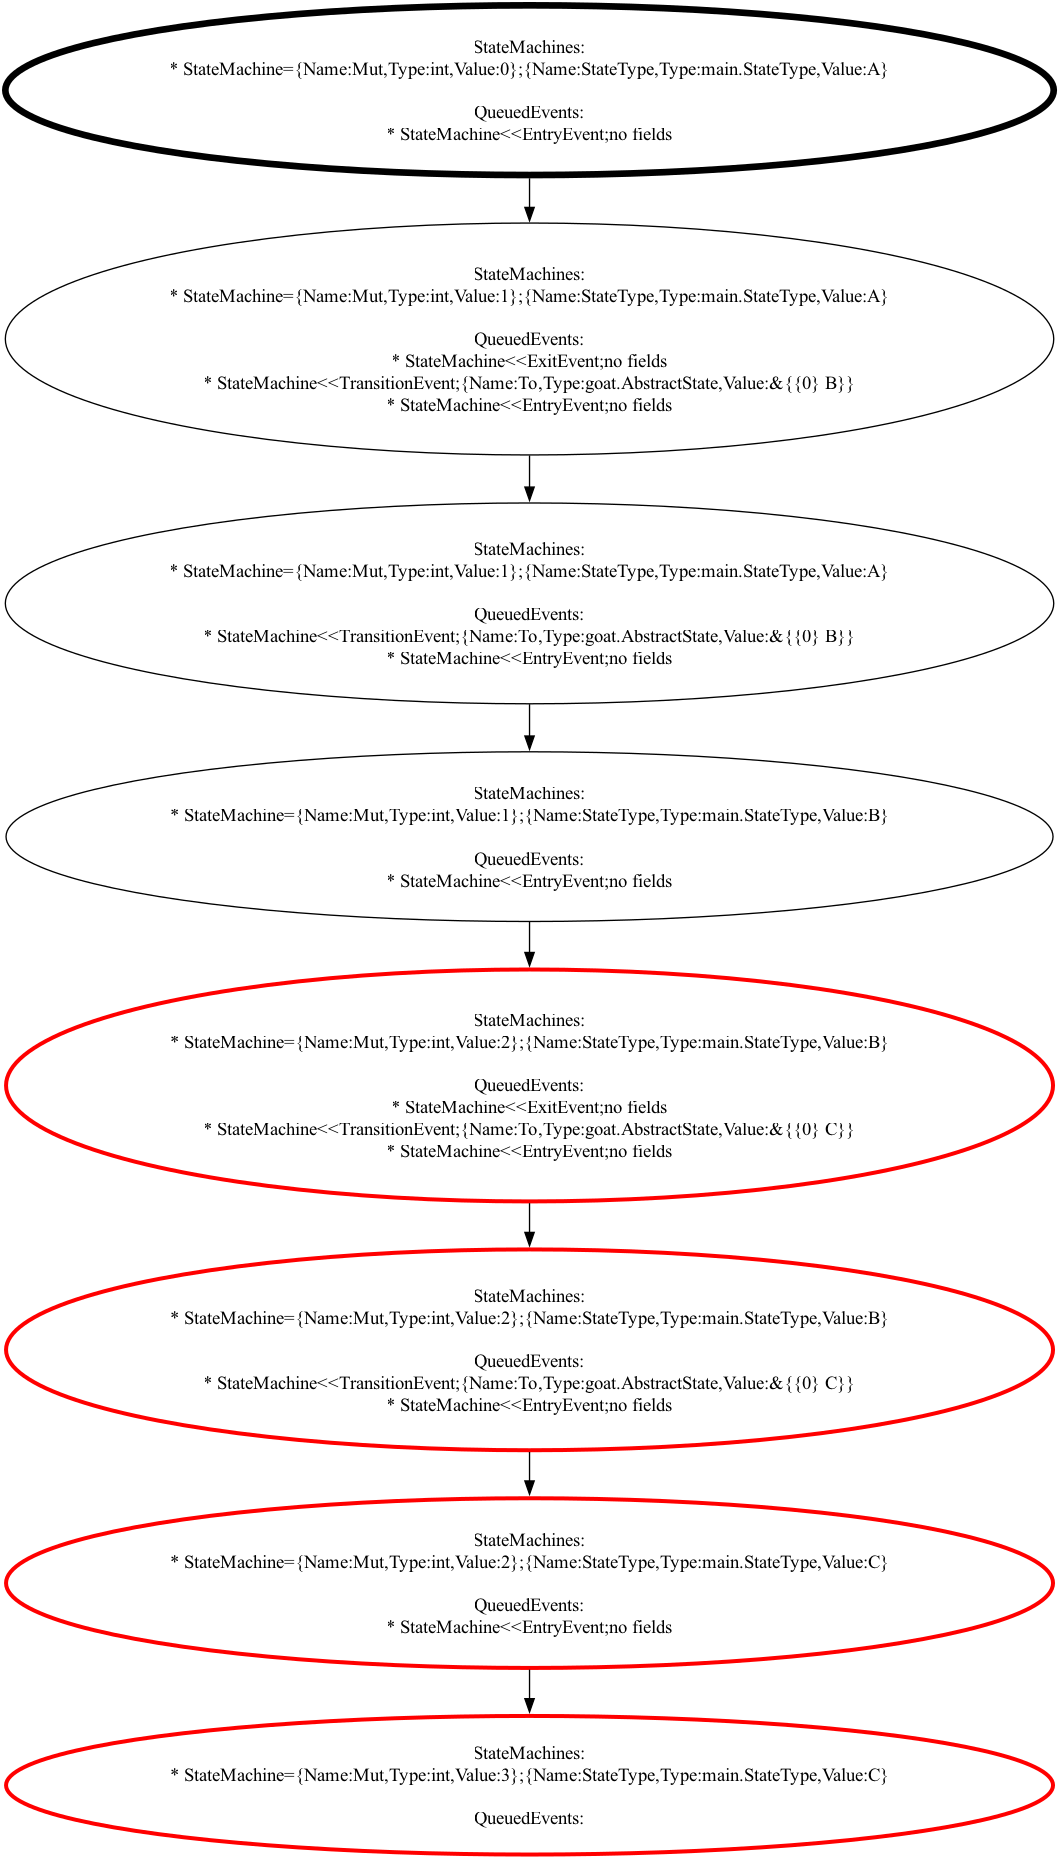 StateMachines:
* StateMachine={Name:Mut,Type:int,Value:0};{Name:StateType,Type:main.StateType,Value:A}
QueuedEvents:
* StateMachine<<EntryEvent;no fields
StateMachines:
* StateMachine={Name:Mut,Type:int,Value:1};{Name:StateType,Type:main.StateType,Value:A}
QueuedEvents:
* StateMachine<<ExitEvent;no fields
* StateMachine<<TransitionEvent;{Name:To,Type:goat.AbstractState,Value:&{{0} B}}
* StateMachine<<EntryEvent;no fields
StateMachines:
* StateMachine={Name:Mut,Type:int,Value:1};{Name:StateType,Type:main.StateType,Value:A}
QueuedEvents:
* StateMachine<<TransitionEvent;{Name:To,Type:goat.AbstractState,Value:&{{0} B}}
* StateMachine<<EntryEvent;no fields
StateMachines:
* StateMachine={Name:Mut,Type:int,Value:1};{Name:StateType,Type:main.StateType,Value:B}
QueuedEvents:
* StateMachine<<EntryEvent;no fields
StateMachines:
* StateMachine={Name:Mut,Type:int,Value:2};{Name:StateType,Type:main.StateType,Value:B}
QueuedEvents:
* StateMachine<<ExitEvent;no fields
* StateMachine<<TransitionEvent;{Name:To,Type:goat.AbstractState,Value:&{{0} C}}
* StateMachine<<EntryEvent;no fields
StateMachines:
* StateMachine={Name:Mut,Type:int,Value:2};{Name:StateType,Type:main.StateType,Value:B}
QueuedEvents:
* StateMachine<<TransitionEvent;{Name:To,Type:goat.AbstractState,Value:&{{0} C}}
* StateMachine<<EntryEvent;no fields
StateMachines:
* StateMachine={Name:Mut,Type:int,Value:2};{Name:StateType,Type:main.StateType,Value:C}
QueuedEvents:
* StateMachine<<EntryEvent;no fields
StateMachines:
* StateMachine={Name:Mut,Type:int,Value:3};{Name:StateType,Type:main.StateType,Value:C}
QueuedEvents: